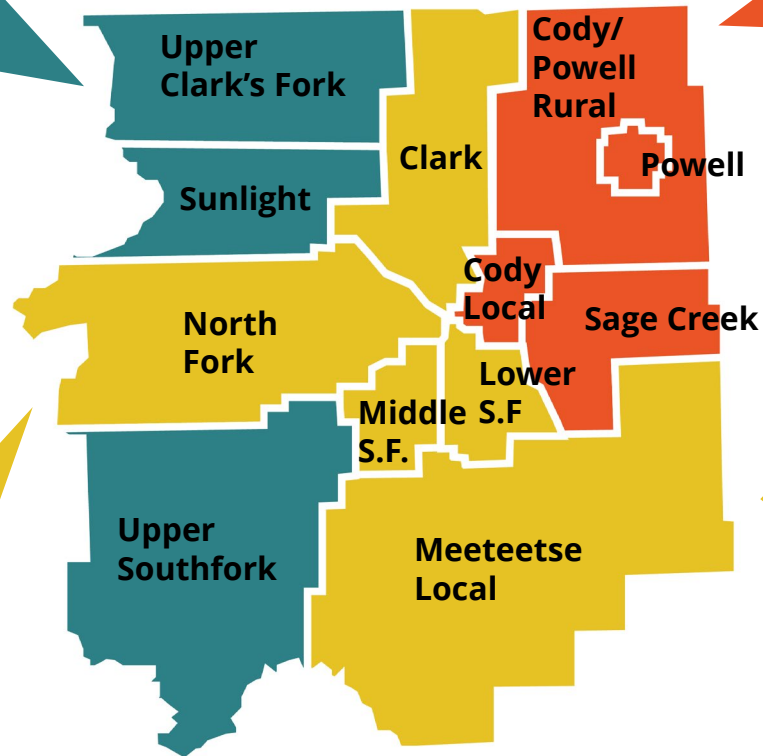 Upper
Clark's Fork
Cody/
Powell
Rural
Clark
Powell
Sunlight
Cody
Local
North
Fork
Sage Creek
Lower
S.F
Middle
S.F.
Upper
Southfork
Meeteetse
Local